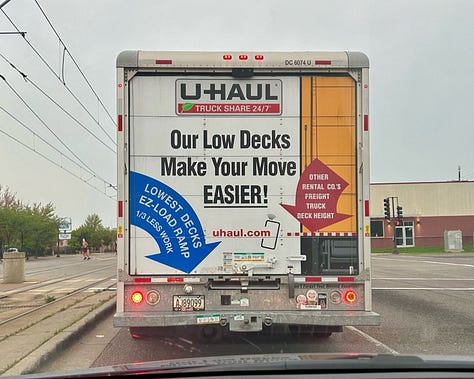 DC 6074 U
U-HAUL
TRUCK SHARE 24/7
Our Low Decks
Make Your Move
EASIER!
LOWEST DECKS
EZ-LOAD RAMP
1/3 LESS WORK
OTHER
RENTAL CO.'S
FREIGHT
TRUCK
DECK HEIGHT
uhaul.com